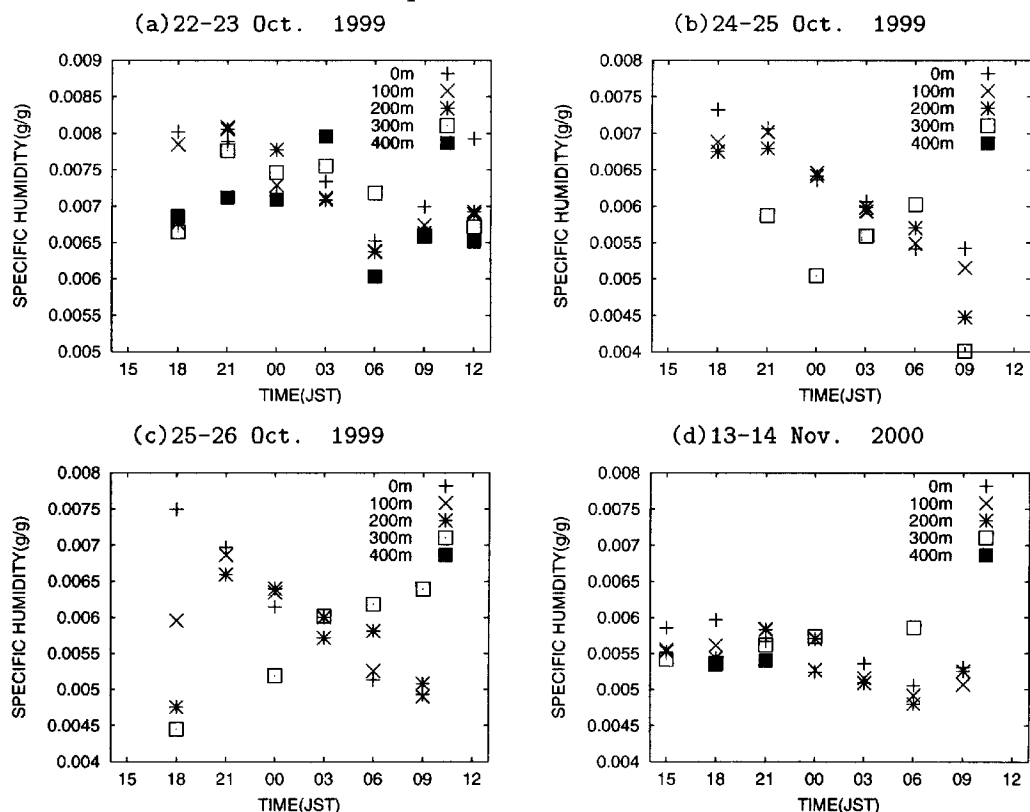 (a)22-23 Oct. 1999
SPECIFIC HUMIDITY(g/g)
0.009
0.0085
0.008
0.0075
0.007
0.0065
0.006
0.0055
0.005
0m
100m
200m
300m
400m
15 18 21 00 03 06 09 12
TIME(JST)
(b)24-25 Oct. 1999
SPECIFIC HUMIDITY(g/g)
0.008
0.0075
0.007
0.0065
0.006
0.0055
0.005
0.0045
0.004
0m
100m
200m
300m
400m
15 18 21 00 03 06 09 12
TIME(JST)
(c)25-26 Oct. 1999
SPECIFIC HUMIDITY(g/g)
0.008
0.0075
0.007
0.0065
0.006
0.0055
0.005
0.0045
0.004
0m
100m
200m
300m
400m
15 18 21 00 03 06 09 12
TIME(JST)
(d)13-14 Nov. 2000
SPECIFIC HUMIDITY(g/g)
0.008
0.0075
0.007
0.0065
0.006
0.0055
0.005
0.0045
0.004
0m
100m
200m
300m
400m
15 18 21 00 03 06 09 12
TIME(JST)